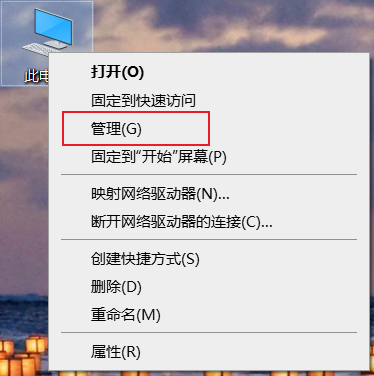 此电
打开(O)
固定到快速访问
管理(G)
固定到“开始”屏幕(P)
映射网络驱动器(N)...
断开网络驱动器的连接(C)...
创建快捷方式(S)
删除(D)
重命名(M)
属性(R)